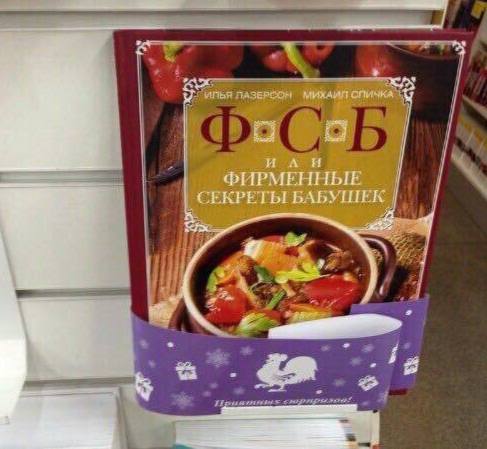 ИЛЬЯ ЛАЗЕРСОН МИХАИЛ СПИЧКА
Ф·С·Б
ИЛИ
ФИРМЕННЫЕ
СЕКРЕТЫ БАБУШЕК
Приятных сюрпризов!